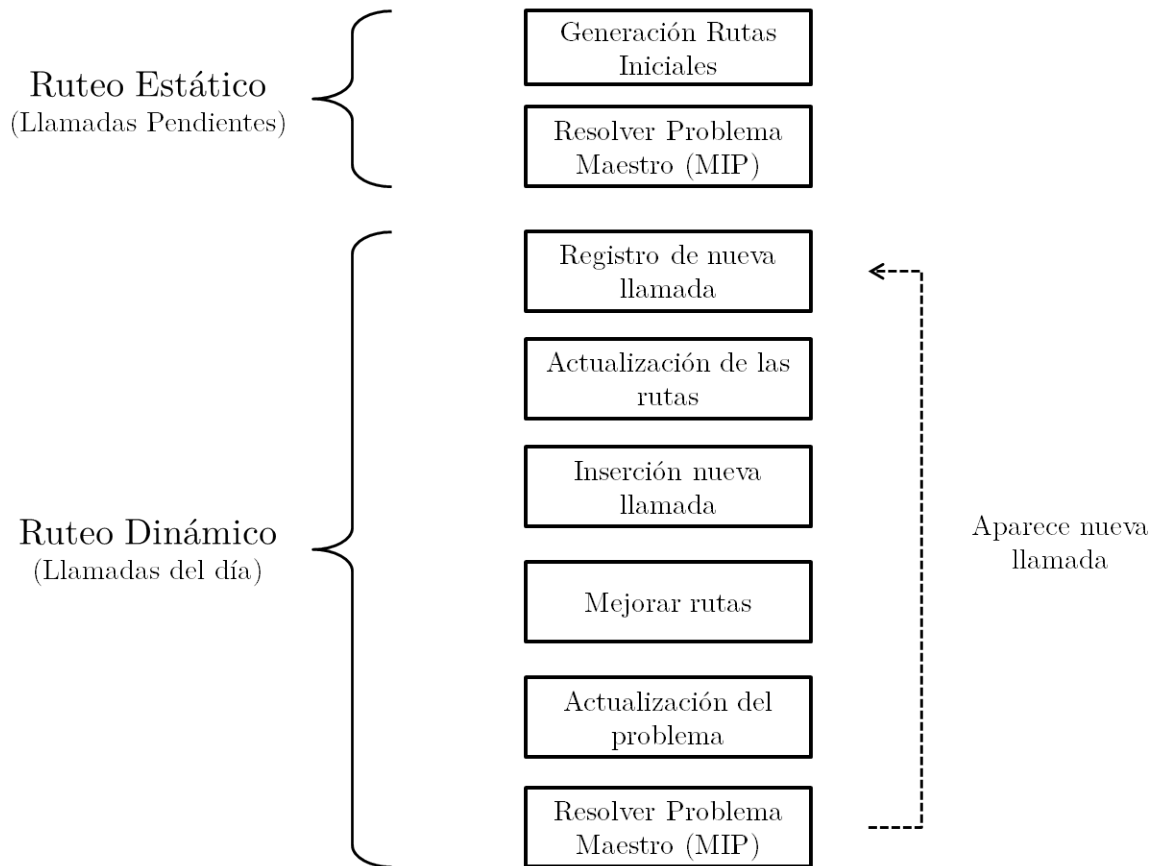 Ruteo Estático
(Llamadas Pendientes)
Generación Rutas
Iniciales
Resolver Problema
Maestro (MIP)
Ruteo Dinámico
(Llamadas del día)
Registro de nueva
llamada
Actualización de las
rutas
Inserción nueva
llamada
Mejorar rutas
Actualización del
problema
Resolver Problema
Maestro (MIP)
Aparece nueva
llamada